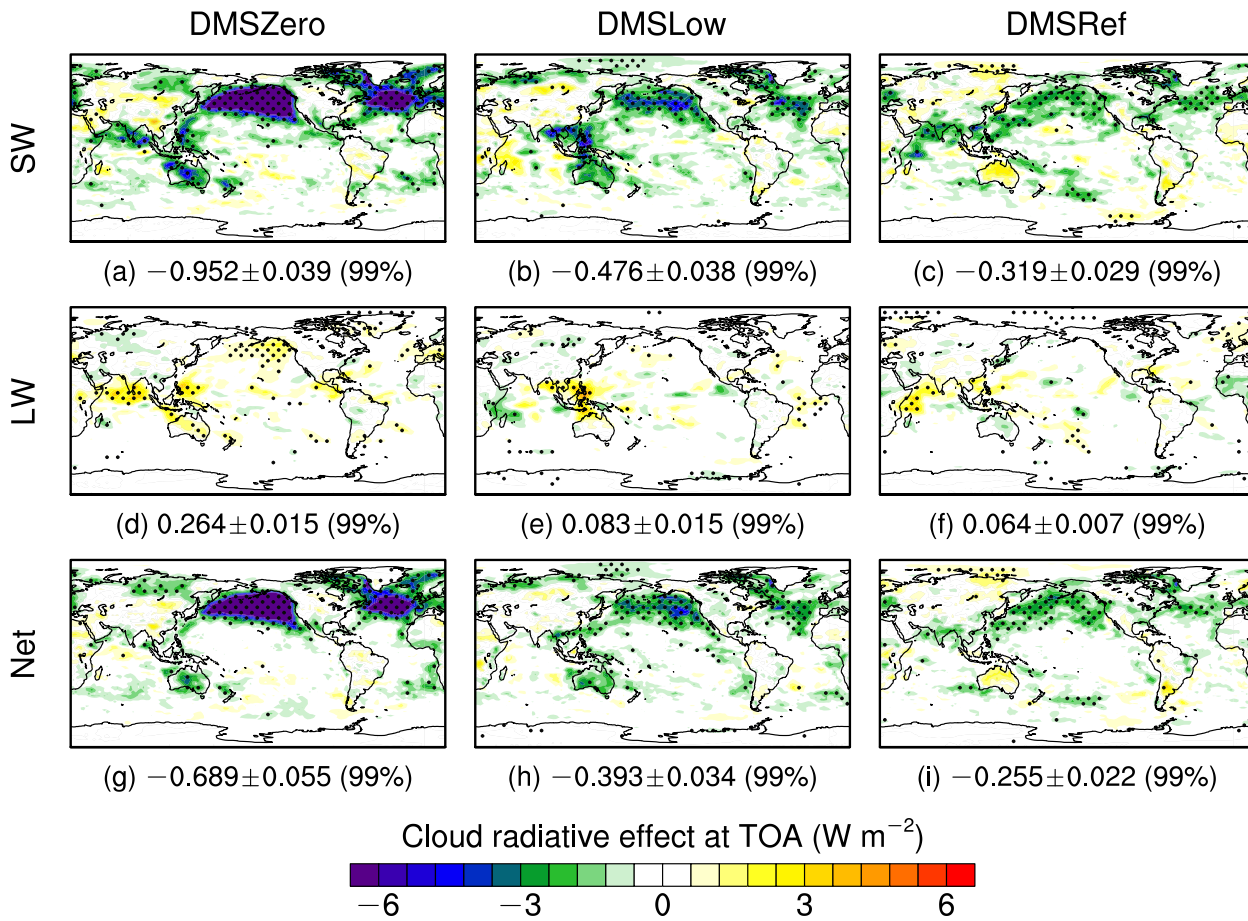 DMSZero DMSLow DMSRef
SW
(a) −0.952±0.039 (99%) (b) −0.476±0.038 (99%) (c) −0.319±0.029 (99%)
LW
(d) 0.264±0.015 (99%) (e) 0.083±0.015 (99%) (f) 0.064±0.007 (99%)
Net
(g) −0.689±0.055 (99%) (h) −0.393±0.034 (99%) (i) −0.255±0.022 (99%)
Cloud radiative effect at TOA (W m⁻²)
−6 −3 0 3 6